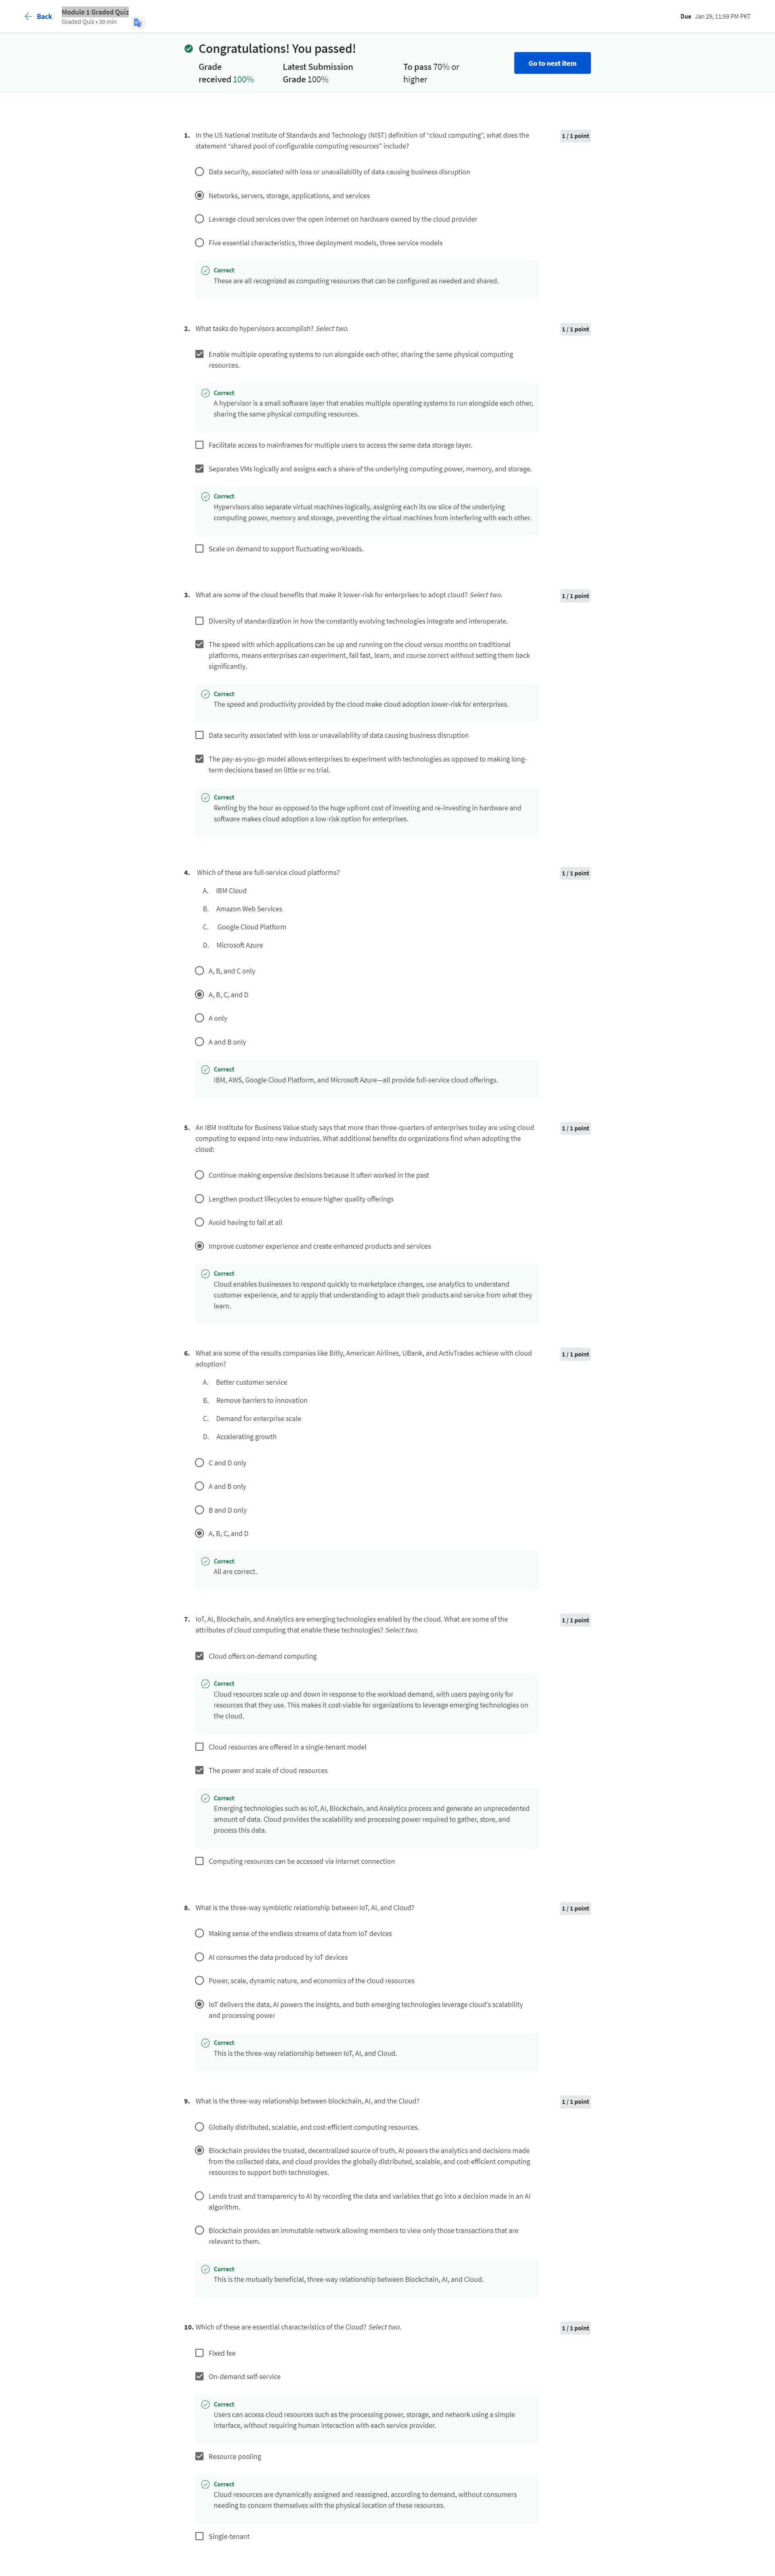 Back
Module 1 Graded Quiz
Graded Quiz • 30 min
Due Jan 29, 11:59 PM PKT
Congratulations! You passed!
Grade received 100%
Latest Submission Grade 100%
To pass 70% or higher
Go to next item
1. In the US National Institute of Standards and Technology (NIST) definition of "cloud computing", what does the
statement "shared pool of configurable computing resources" include?
1 / 1 point
Data security, associated with loss or unavailability of data causing business disruption
Networks, servers, storage, applications, and services
Leverage cloud services over the open internet on hardware owned by the cloud provider
Five essential characteristics, three deployment models, three service models
Correct
These are all recognized as computing resources that can be configured as needed and shared.
2. What tasks do hypervisors accomplish? Select two.
1 / 1 point
Enable multiple operating systems to run alongside each other, sharing the same physical computing
resources.
Correct
A hypervisor is a small software layer that enables multiple operating systems to run alongside each other,
sharing the same physical computing resources.
Facilitate access to mainframes for multiple users to access the same data storage layer.
Separates VMs logically and assigns each a share of the underlying computing power, memory, and storage.
Correct
Hypervisors also separate virtual machines logically, assigning each its ow slice of the underlying
computing power, memory and storage, preventing the virtual machines from interfering with each other.
Scale on demand to support fluctuating workloads.
3. What are some of the cloud benefits that make it lower-risk for enterprises to adopt cloud? Select two.
1 / 1 point
Diversity of standardization in how the constantly evolving technologies integrate and interoperate.
The speed with which applications can be up and running on the cloud versus months on traditional
platforms, means enterprises can experiment, fail fast, learn, and course correct without setting them back
significantly.
Correct
The speed and productivity provided by the cloud make cloud adoption lower-risk for enterprises.
Data security associated with loss or unavailability of data causing business disruption
The pay-as-you-go model allows enterprises to experiment with technologies as opposed to making long-
term decisions based on little or no trial.
Correct
Renting by the hour as opposed to the huge upfront cost of investing and re-investing in hardware and
software makes cloud adoption a low-risk option for enterprises.
4. Which of these are full-service cloud platforms?
1 / 1 point
A. IBM Cloud
B. Amazon Web Services
C. Google Cloud Platform
D. Microsoft Azure
A, B, and C only
A, B, C, and D
A only
A and B only
Correct
IBM, AWS, Google Cloud Platform, and Microsoft Azure—all provide full-service cloud offerings.
5. An IBM Institute for Business Value study says that more than three-quarters of enterprises today are using cloud
computing to expand into new industries. What additional benefits do organizations find when adopting the
cloud:
1 / 1 point
Continue making expensive decisions because it often worked in the past
Lengthen product lifecycles to ensure higher quality offerings
Avoid having to fail at all
Improve customer experience and create enhanced products and services
Correct
Cloud enables businesses to respond quickly to marketplace changes, use analytics to understand
customer experience, and to apply that understanding to adapt their products and service from what they
learn.
6. What are some of the results companies like Bitly, American Airlines, UBank, and ActivTrades achieve with cloud
adoption?
1 / 1 point
A. Better customer service
B. Remove barriers to innovation
C. Demand for enterprise scale
D. Accelerating growth
C and D only
A and B only
B and D only
A, B, C, and D
Correct
All are correct.
7. IoT, AI, Blockchain, and Analytics are emerging technologies enabled by the cloud. What are some of the
attributes of cloud computing that enable these technologies? Select two.
1 / 1 point
Cloud offers on-demand computing
Correct
Cloud resources scale up and down in response to the workload demand, with users paying only for
resources that they use. This makes it cost-viable for organizations to leverage emerging technologies on
the cloud.
Cloud resources are offered in a single-tenant model
The power and scale of cloud resources
Correct
Emerging technologies such as IoT, AI, Blockchain, and Analytics process and generate an unprecedented
amount of data. Cloud provides the scalability and processing power required to gather, store, and
process this data.
Computing resources can be accessed via internet connection
8. What is the three-way symbiotic relationship between IoT, AI, and Cloud?
1 / 1 point
Making sense of the endless streams of data from IoT devices
AI consumes the data produced by IoT devices
Power, scale, dynamic nature, and economics of the cloud resources
IoT delivers the data, AI powers the insights, and both emerging technologies leverage cloud's scalability
and processing power
Correct
This is the three-way relationship between IoT, AI, and Cloud.
9. What is the three-way relationship between blockchain, AI, and the Cloud?
1 / 1 point
Globally distributed, scalable, and cost-efficient computing resources.
Blockchain provides the trusted, decentralized source of truth, AI powers the analytics and decisions made
from the collected data, and cloud provides the globally distributed, scalable, and cost-efficient computing
resources to support both technologies.
Lends trust and transparency to AI by recording the data and variables that go into a decision made in an AI
algorithm.
Blockchain provides an immutable network allowing members to view only those transactions that are
relevant to them.
Correct
This is the mutually beneficial, three-way relationship between Blockchain, AI, and Cloud.
10. Which of these are essential characteristics of the Cloud? Select two.
1 / 1 point
Fixed fee
On-demand self-service
Correct
Users can access cloud resources such as the processing power, storage, and network using a simple
interface, without requiring human interaction with each service provider.
Resource pooling
Correct
Cloud resources are dynamically assigned and reassigned, according to demand, without consumers
needing to concern themselves with the physical location of these resources.
Single-tenant